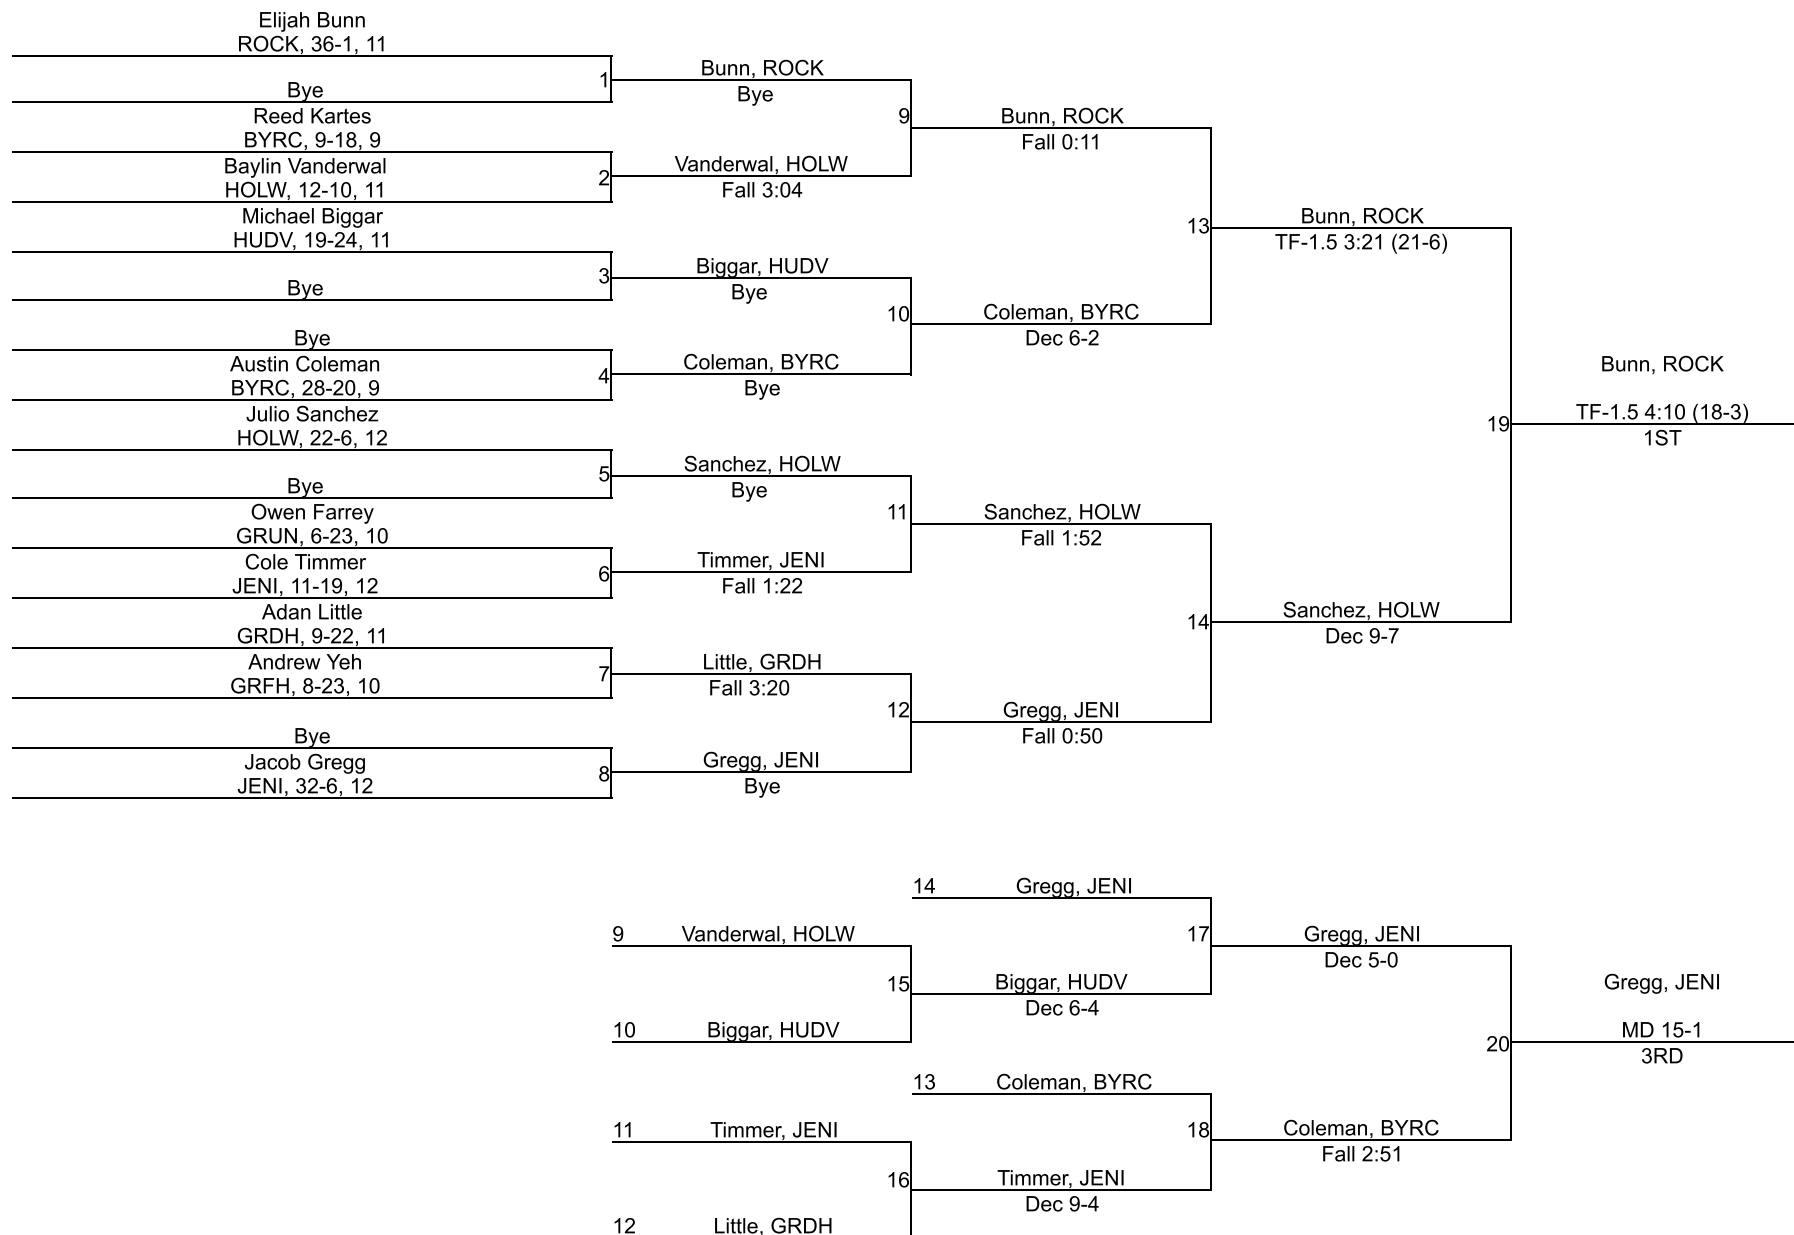 Elijah Bunn
ROCK, 36-1, 11
Bye
1
Reed Kartes
BYRC, 9-18, 9
Baylin Vanderwal
HOLW, 12-10, 11
2
Michael Biggar
HUDV, 19-24, 11
Bye
3
Bye
Austin Coleman
BYRC, 28-20, 9
4
Julio Sanchez
HOLW, 22-6, 12
Bye
5
Owen Farrey
GRUN, 6-23, 10
Cole Timmer
JENI, 11-19, 12
6
Adan Little
GRDH, 9-22, 11
Andrew Yeh
GRFH, 8-23, 10
7
Bye
Jacob Gregg
JENI, 32-6, 12
8
Bunn, ROCK
Bye
9
Vanderwal, HOLW
Fall 3:04
Biggar, HUDV
Bye
10
Coleman, BYRC
Bye
Sanchez, HOLW
Bye
11
Timmer, JENI
Fall 1:22
Little, GRDH
Fall 3:20
12
Gregg, JENI
Bye
Bunn, ROCK
Fall 0:11
13
Coleman, BYRC
Dec 6-2
Sanchez, HOLW
Fall 1:52
14
Gregg, JENI
Fall 0:50
Bunn, ROCK
TF-1.5 3:21 (21-6)
19
Sanchez, HOLW
Dec 9-7
Bunn, ROCK
TF-1.5 4:10 (18-3)
1ST
14 Gregg, JENI
9 Vanderwal, HOLW
17
15
Biggar, HUDV
Dec 6-4
10 Biggar, HUDV
13 Coleman, BYRC
11 Timmer, JENI
18
16
Timmer, JENI
Dec 9-4
12 Little, GRDH
Gregg, JENI
Dec 5-0
20
Coleman, BYRC
Fall 2:51
Gregg, JENI
MD 15-1
3RD